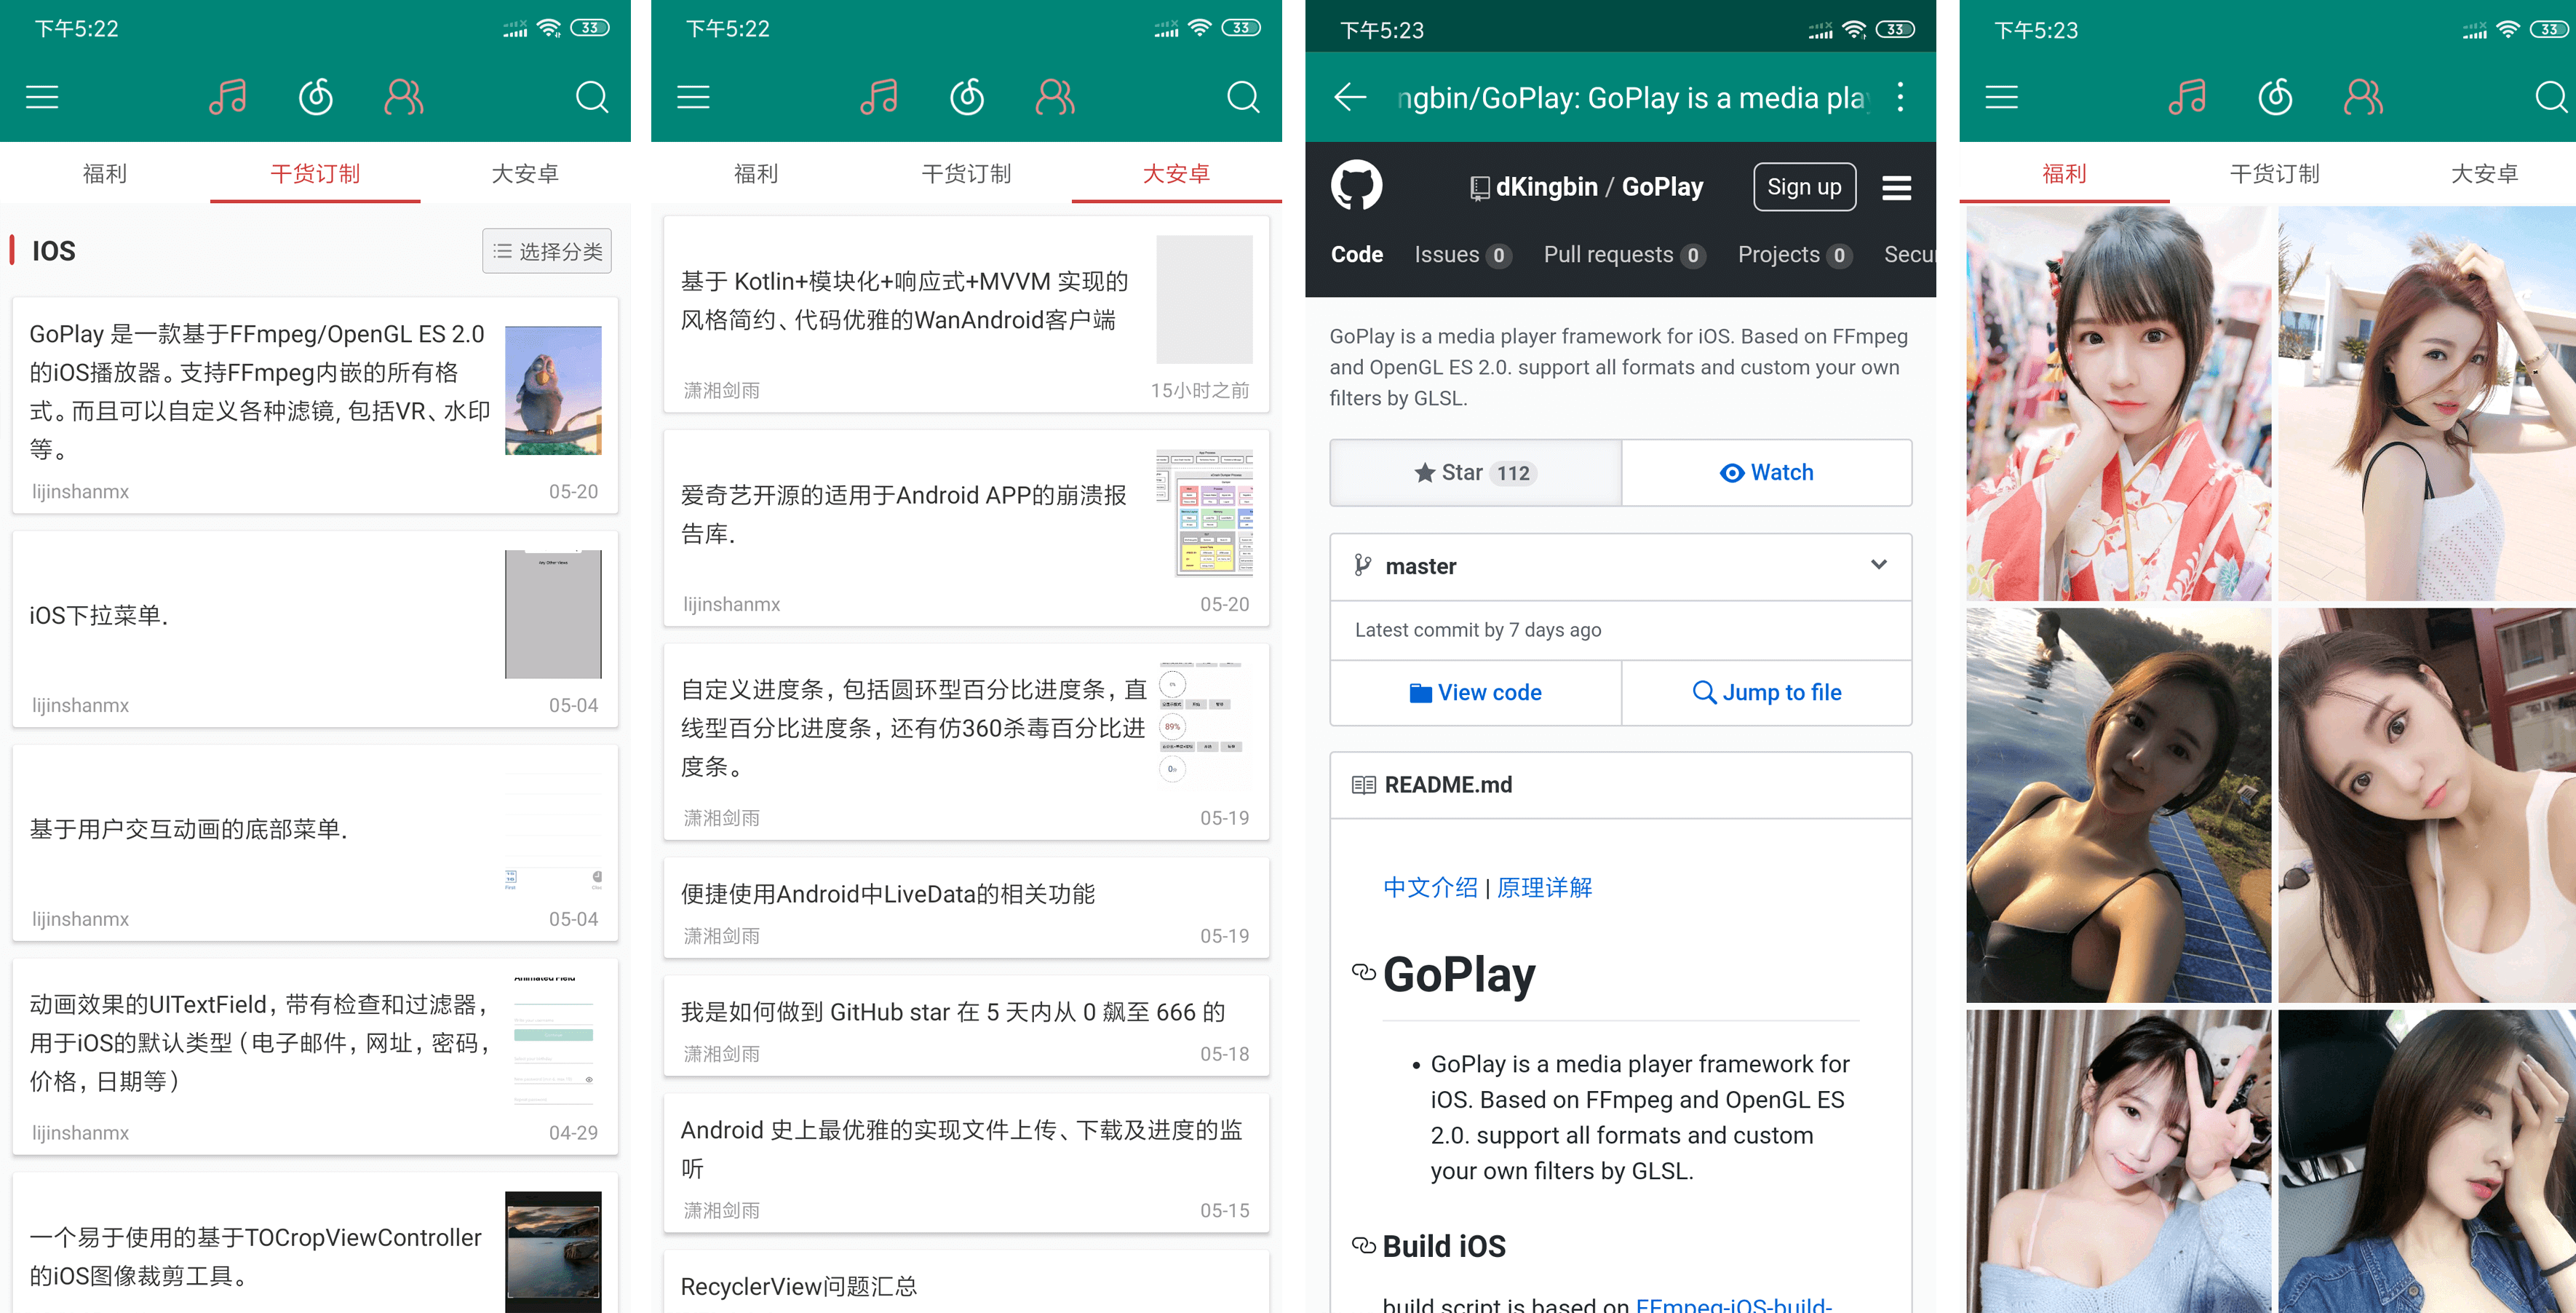 下午5:22
33
福利
干货订制
大安卓
IOS
选择分类
GoPlay 是一款基于FFmpeg/OpenGL ES 2.0
的iOS播放器。支持FFmpeg内嵌的所有格
式。而且可以自定义各种滤镜, 包括VR、水印
等。
lijinshanmx
05-20
iOS下拉菜单.
lijinshanmx
05-04
基于用户交互动画的底部菜单.
First
lijinshanmx
05-04
动画效果的UITextField, 带有检查和过滤器,
用于iOS的默认类型 (电子邮件, 网址, 密码,
价格, 日期等)
Animated Field
lijinshanmx
04-29
一个易于使用的基于TOCropViewController
的iOS图像裁剪工具。
下午5:22
33
福利
干货订制
大安卓
基于 Kotlin+模块化+响应式+MVVM 实现的
风格简约、代码优雅的WanAndroid客户端
潇湘剑雨
15小时之前
爱奇艺开源的适用于Android APP的崩溃报
告库.
lijinshanmx
05-20
自定义进度条, 包括圆环型百分比进度条, 直
线型百分比进度条, 还有仿360杀毒百分比进
度条。
89%
潇湘剑雨
05-19
便捷使用Android中LiveData的相关功能
潇湘剑雨
05-19
我是如何做到 GitHub star 在 5 天内从 0 飙至 666 的
潇湘剑雨
05-18
Android 史上最优雅的实现文件上传、下载及进度的监
听
潇湘剑雨
05-15
RecyclerView问题汇总
下午5:23
33
ngbin/GoPlay: GoPlay is a media play
dKingbin / GoPlay
Sign up
Code
Issues 0
Pull requests 0
Projects 0
Secu
GoPlay is a media player framework for iOS. Based on FFmpeg
and OpenGL ES 2.0. support all formats and custom your own
filters by GLSL.
Star 112
Watch
master
Latest commit by 7 days ago
View code
Jump to file
README.md
中文介绍 | 原理详解
GoPlay
• GoPlay is a media player framework for
iOS. Based on FFmpeg and OpenGL ES
2.0. support all formats and custom
your own filters by GLSL.
Build iOS
build script is based on FFmpeg-iOS-build-
下午5:23
33
福利
干货订制
大安卓